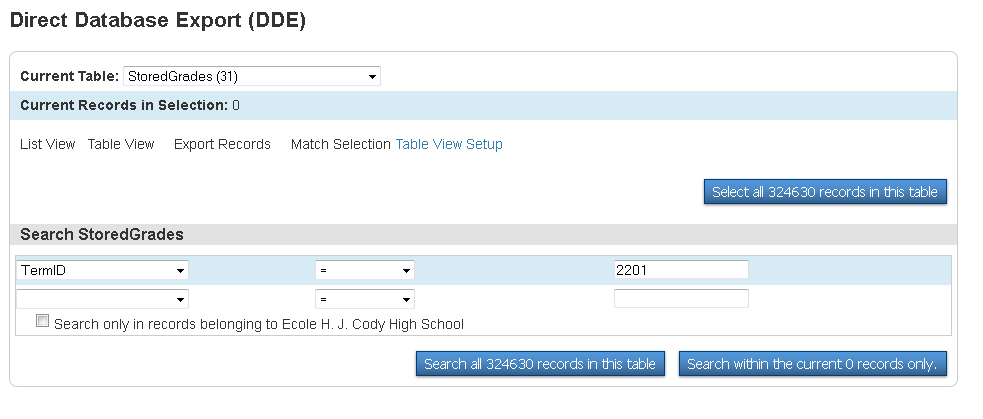 Direct Database Export (DDE)
Current Table: StoredGrades (31)
Current Records in Selection: 0
List View Table View Export Records Match Selection Table View Setup
Select all 324630 records in this table
Search StoredGrades
TermID = 2201
=
Search only in records belonging to Ecole H. J. Cody High School
Search all 324630 records in this table Search within the current 0 records only.